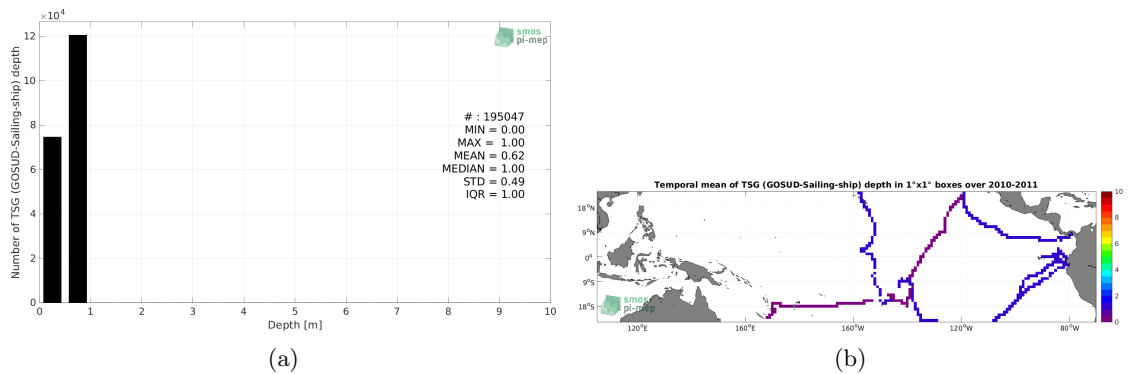 ×10⁴
12
10
8
6
4
2
0
Number of TSG (GOSUD-Sailing-ship) depth
0 1 2 3 4 5 6 7 8 9 10
Depth [m]
smos
pi-mep
# : 195047
MIN = 0.00
MAX = 1.00
MEAN = 0.62
MEDIAN = 1.00
STD = 0.49
IQR = 1.00
(a)
Temporal mean of TSG (GOSUD-Sailing-ship) depth in 1°x1° boxes over 2010-2011
18°N
9°N
0°
9°S
18°S
120°E 160°E 160°W 120°W 80°W
smos
pi-mep
10
8
6
4
2
0
(b)